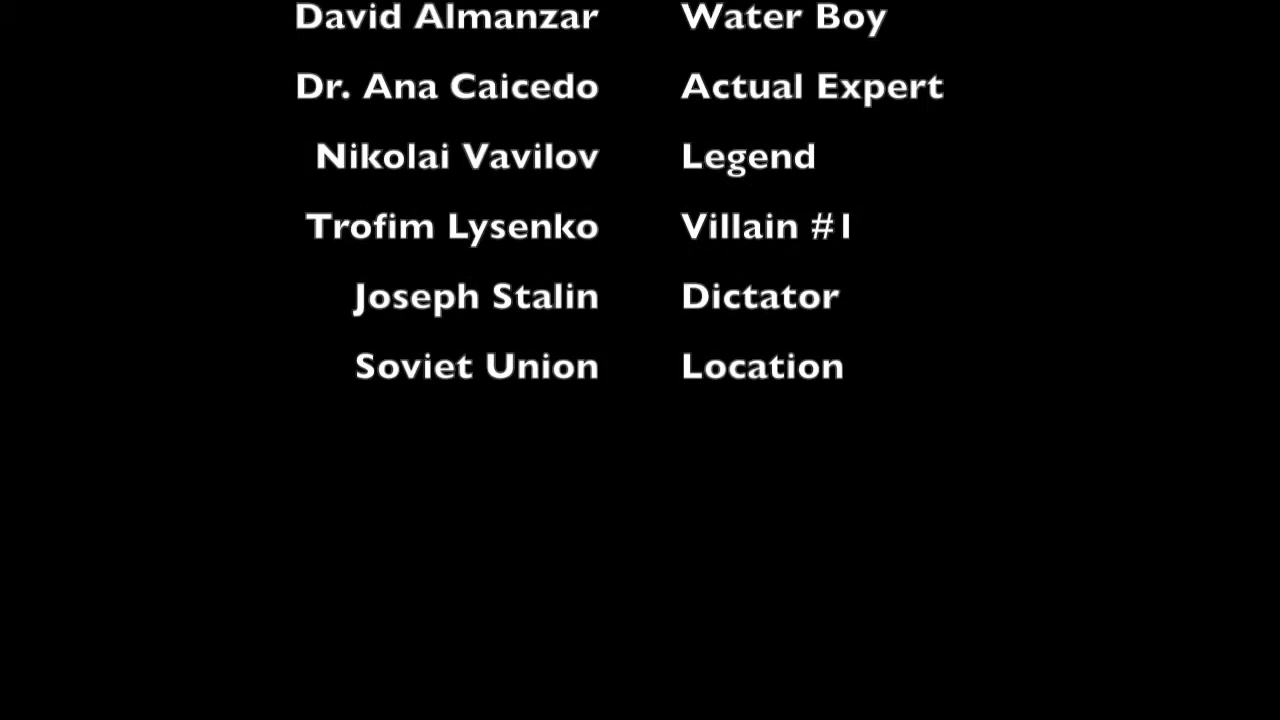 David Almanzar Water Boy
Dr. Ana Caicedo Actual Expert
Nikolai Vavilov Legend
Trofim Lysenko Villain #1
Joseph Stalin Dictator
Soviet Union Location